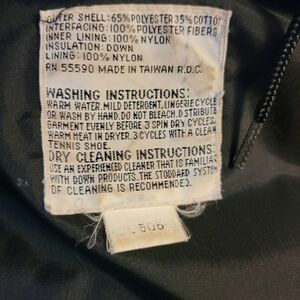 OUTER SHELL: 65% POLYESTER 35% COTTON
INTERFACING: 100% POLYESTER FIBERS
INNER LINING: 100% NYLON
INSULATION: DOWN
LINING: 100% NYLON
RN 55590 MADE IN TAIWAN R.O.C.
WASHING INSTRUCTIONS:
WARM WATER. MILD DETERGENT, LINGERIE CYCLE
OR WASH BY HAND. DO NOT BLEACH. DISTRIBUTE
GARMENT EVENLY BEFORE 3 SPIN DRY CYCLES.
WARM HEAT IN DRYER. 3 CYCLES WITH A CLEAN
TENNIS SHOE.
DRY CLEANING INSTRUCTIONS:
USE AN EXPERIENCED CLEANER THAT IS FAMILIAR
WITH DOWN PRODUCTS. THE STODDARD SYSTEM
OF CLEANING IS RECOMMENDED.